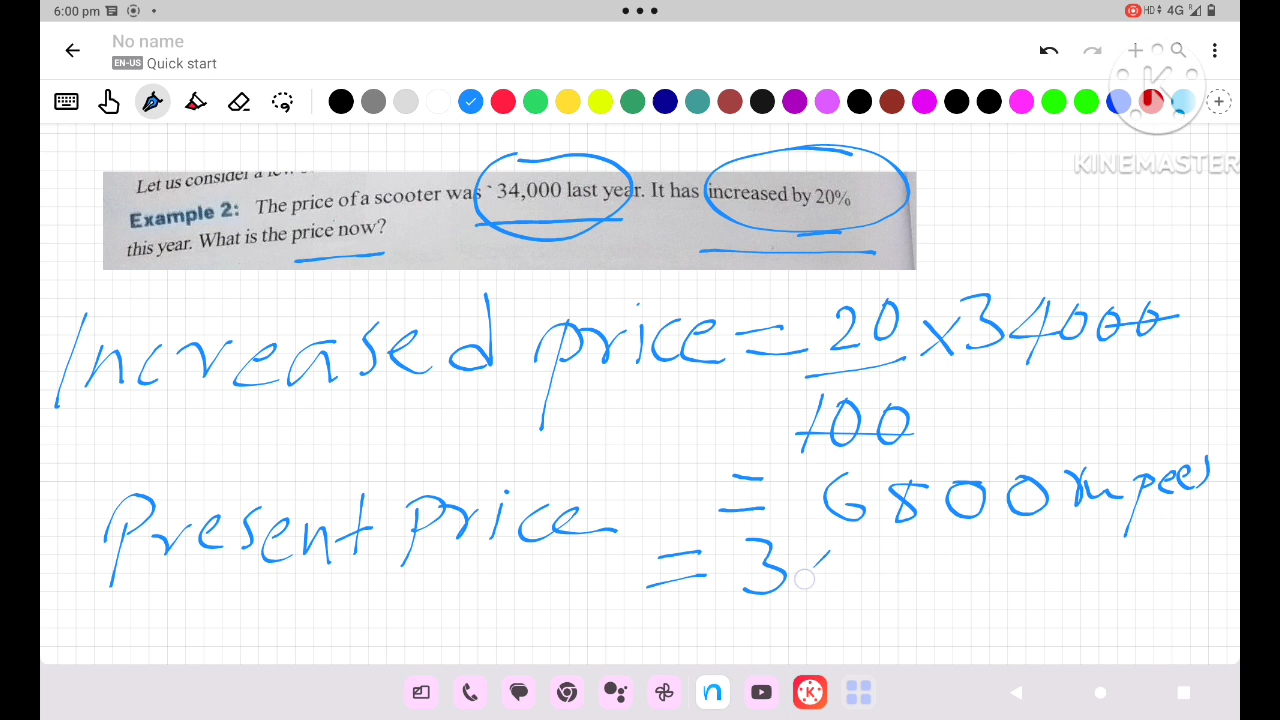 6:00 pm
HD 4G
No name
EN-US Quick start
KINEMASTER
Let us consider a
Example 2: The price of a scooter was ` 34,000 last year. It has increased by 20%
this year. What is the price now?
Increased price = 20 x 34000
100
= 6800 rupees
Present price
= 3